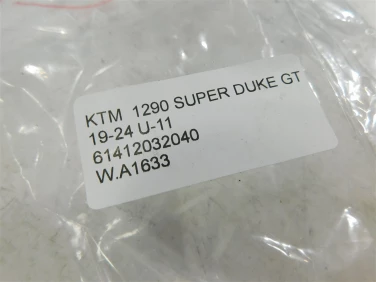 KTM 1290 SUPER DUKE GT
19-24 U-11
61412032040
W.A1633